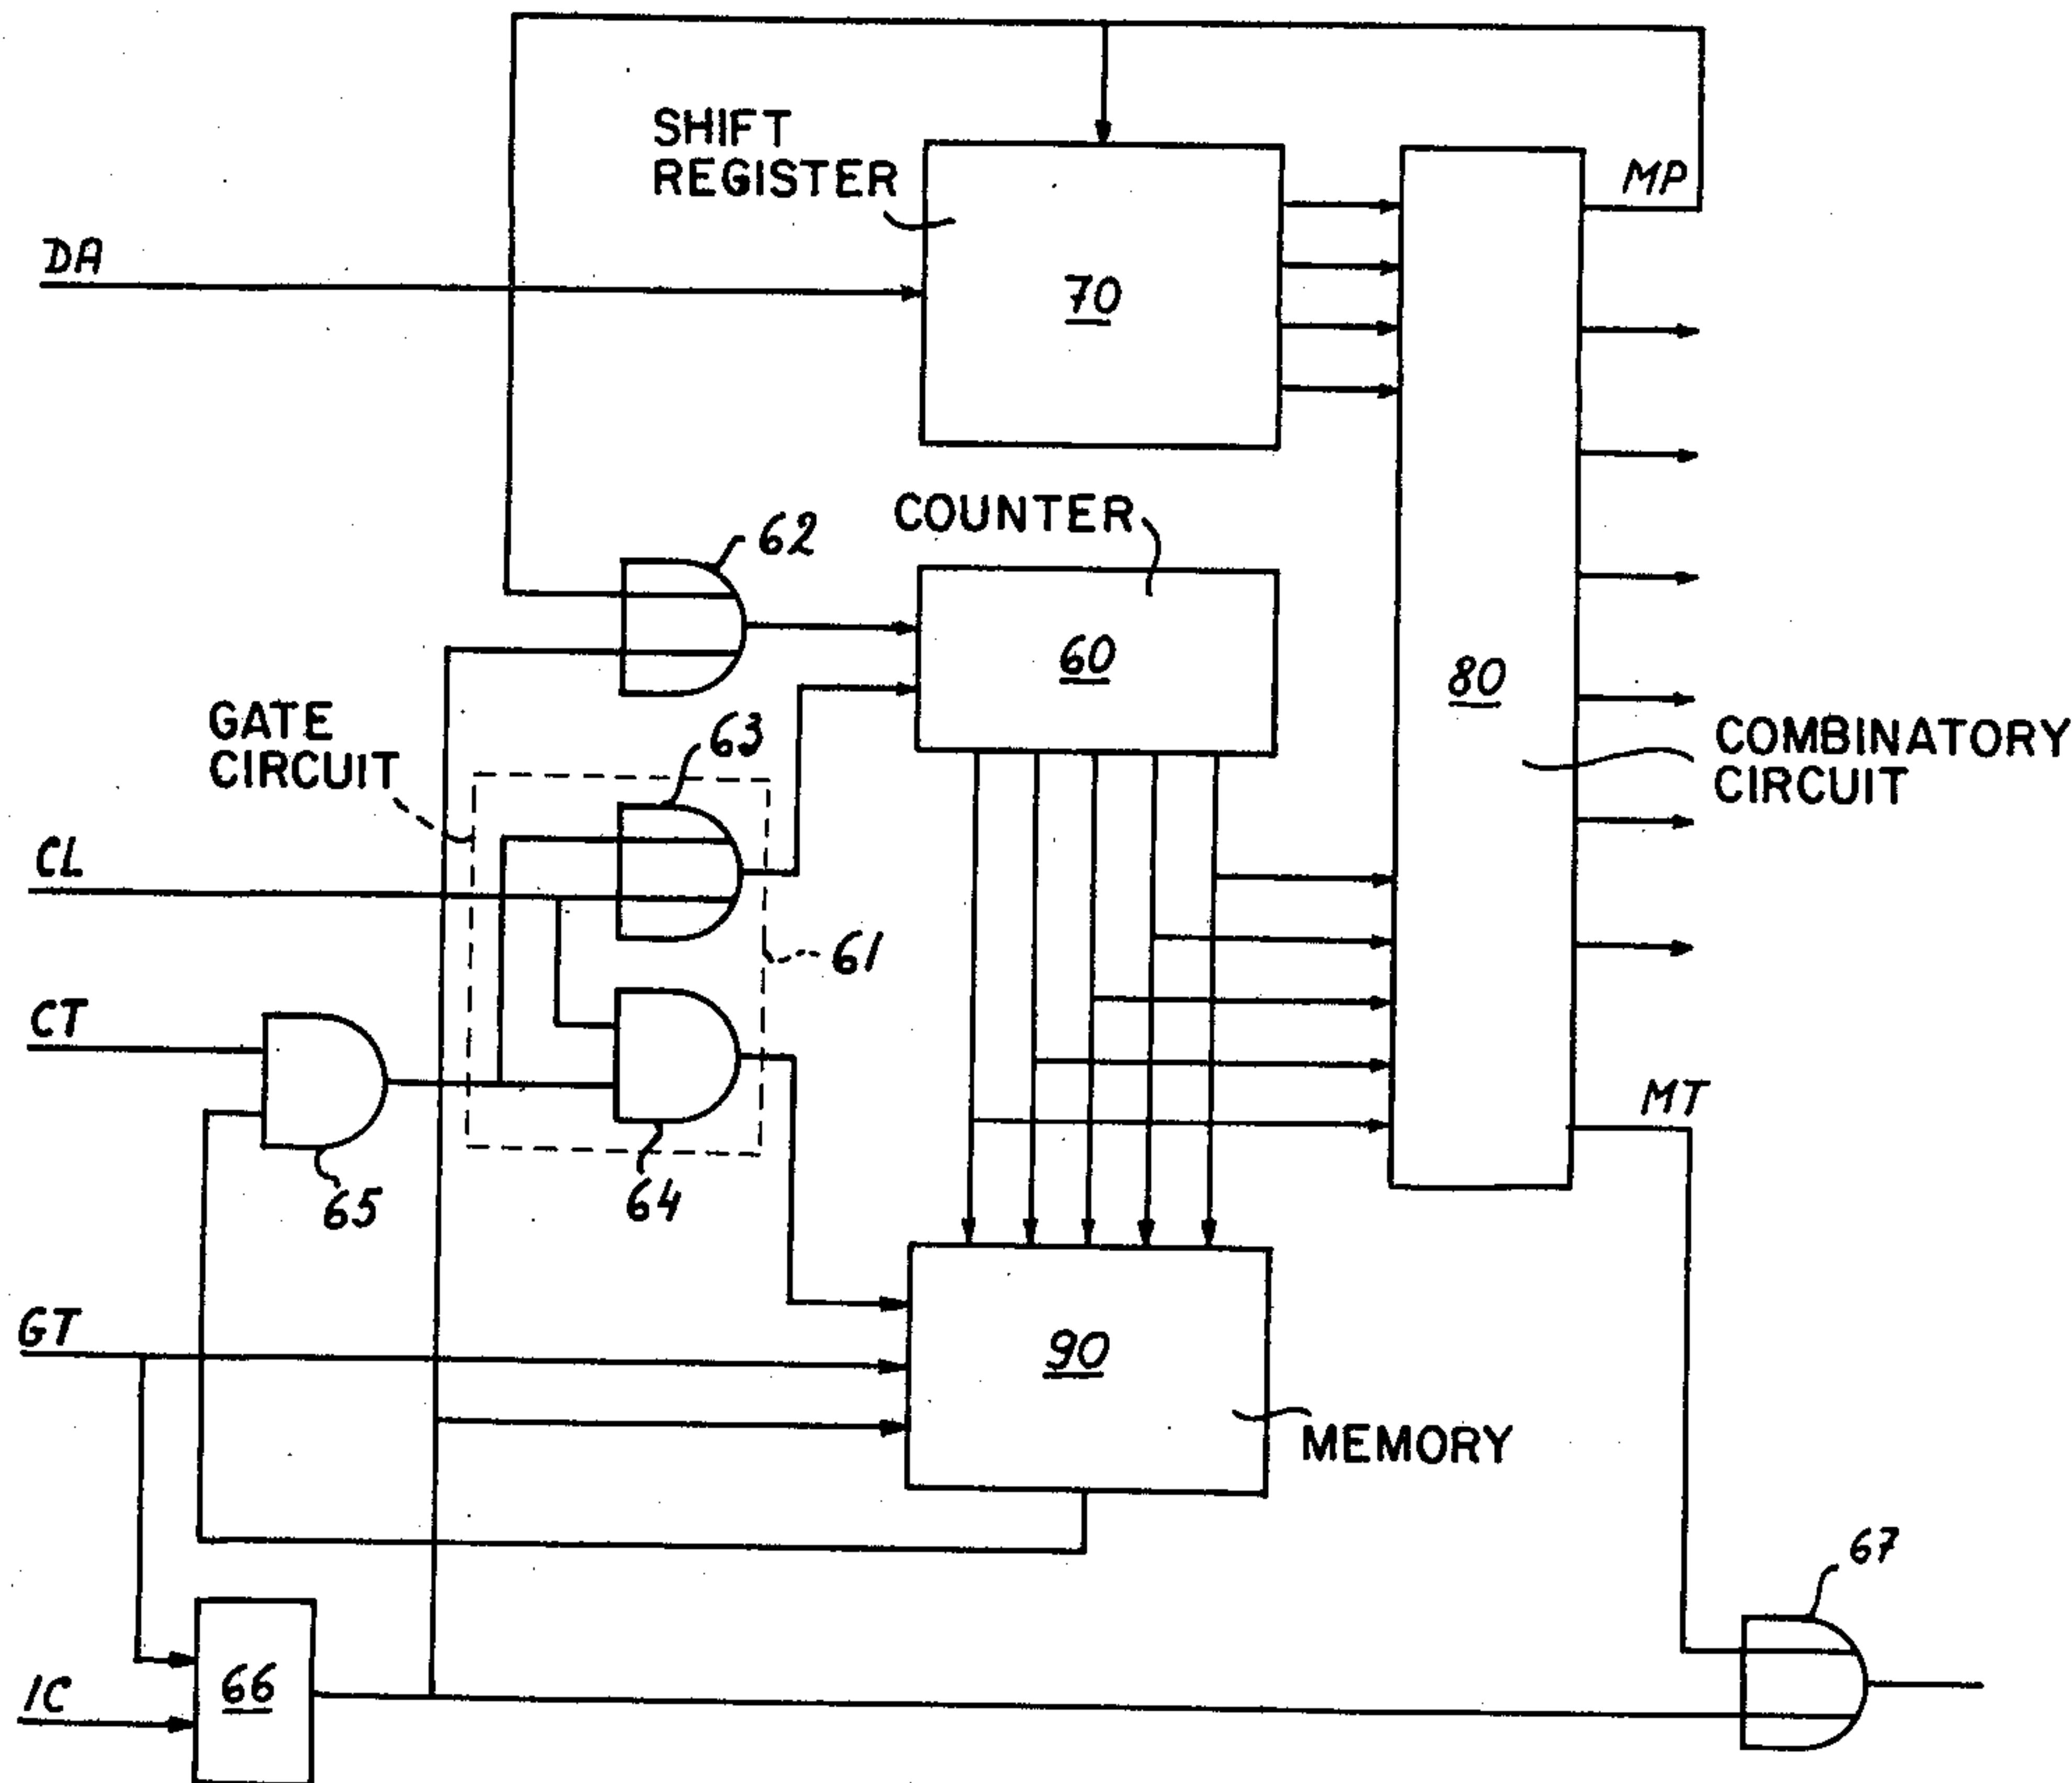 SHIFT
REGISTER
MP
DA
70
COUNTER
62
60
80
GATE
CIRCUIT
63
COMBINATORY
CIRCUIT
CL
61
CT
MT
65
64
GT
90
MEMORY
67
IC
66